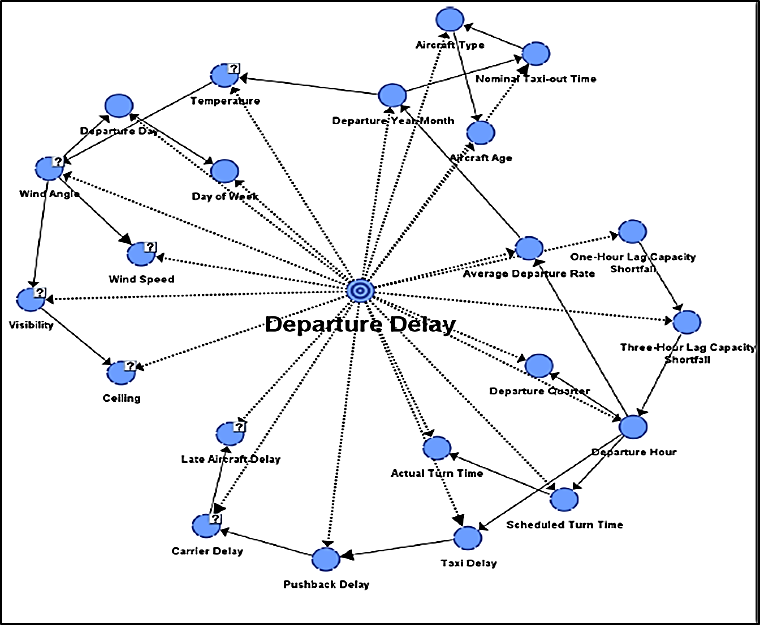 Aircraft Type
?
Nominal Taxi-out Time
Temperature
Departure Year-Month
Departure Day
Aircraft Age
?
Wind Angle
Day of Week
?
Wind Speed
One-Hour Lag Capacity
Shortfall
Average Departure Rate
?
Visibility
Departure Delay
Three-Hour Lag Capacity
Shortfall
?
Ceiling
Departure Quarter
?
Late Aircraft Delay
Departure Hour
Actual Turn Time
?
Carrier Delay
Scheduled Turn Time
Taxi Delay
Pushback Delay